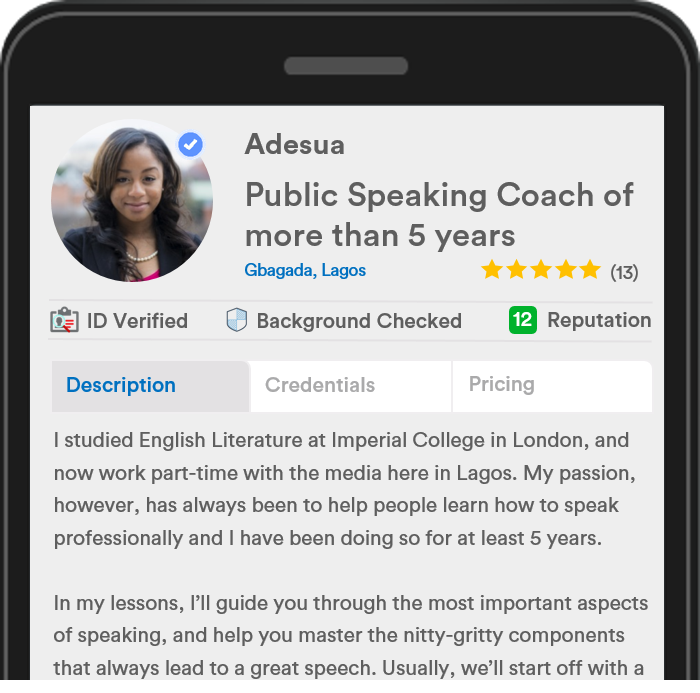 Adesua
Public Speaking Coach of
more than 5 years
Gbagada, Lagos
(13)
ID Verified
Background Checked
12 Reputation
Description
Credentials
Pricing
I studied English Literature at Imperial College in London, and
now work part-time with the media here in Lagos. My passion,
however, has always been to help people learn how to speak
professionally and I have been doing so for at least 5 years.
In my lessons, I’ll guide you through the most important aspects
of speaking, and help you master the nitty-gritty components
that always lead to a great speech. Usually, we’ll start off with a